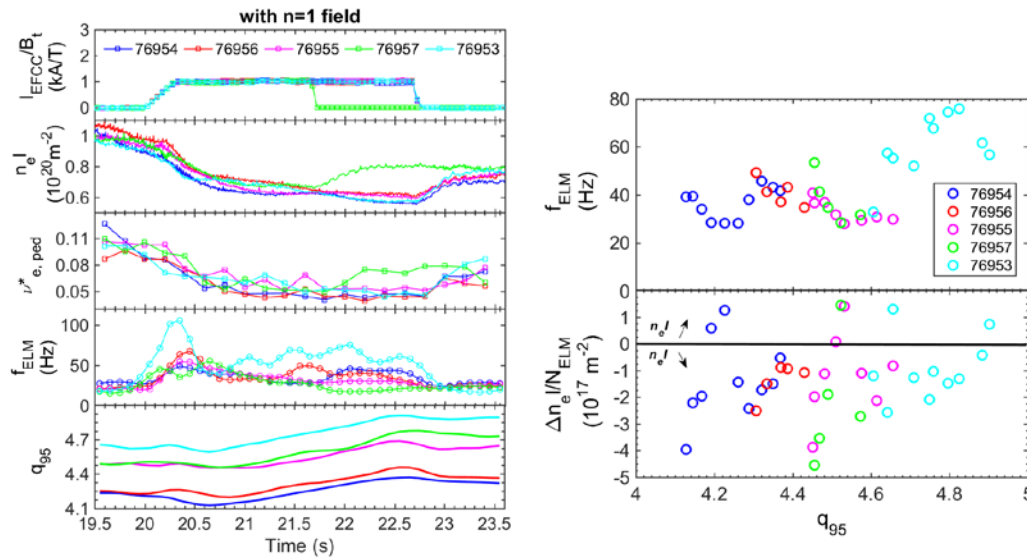 with n=1 field
I_EFCC/B_t
(kA/T)
3
2
1
0
76954 76956 76955 76957 76953
n_e l
(10^20 m^-2)
1
0.8
0.6
ν*_e, ped
0.11
0.08
0.05
f_ELM
(Hz)
100
50
0
q_95
4.7
4.4
4.1
19.5 20 20.5 21 21.5 22 22.5 23 23.5
Time (s)
f_ELM
(Hz)
80
60
40
20
0
76954
76956
76955
76957
76953
Δn_e l/N_ELM
(10^17 m^-2)
1
0
-1
-2
-3
-4
-5
n_e l
n_e l
4 4.2 4.4 4.6 4.8 5
q_95